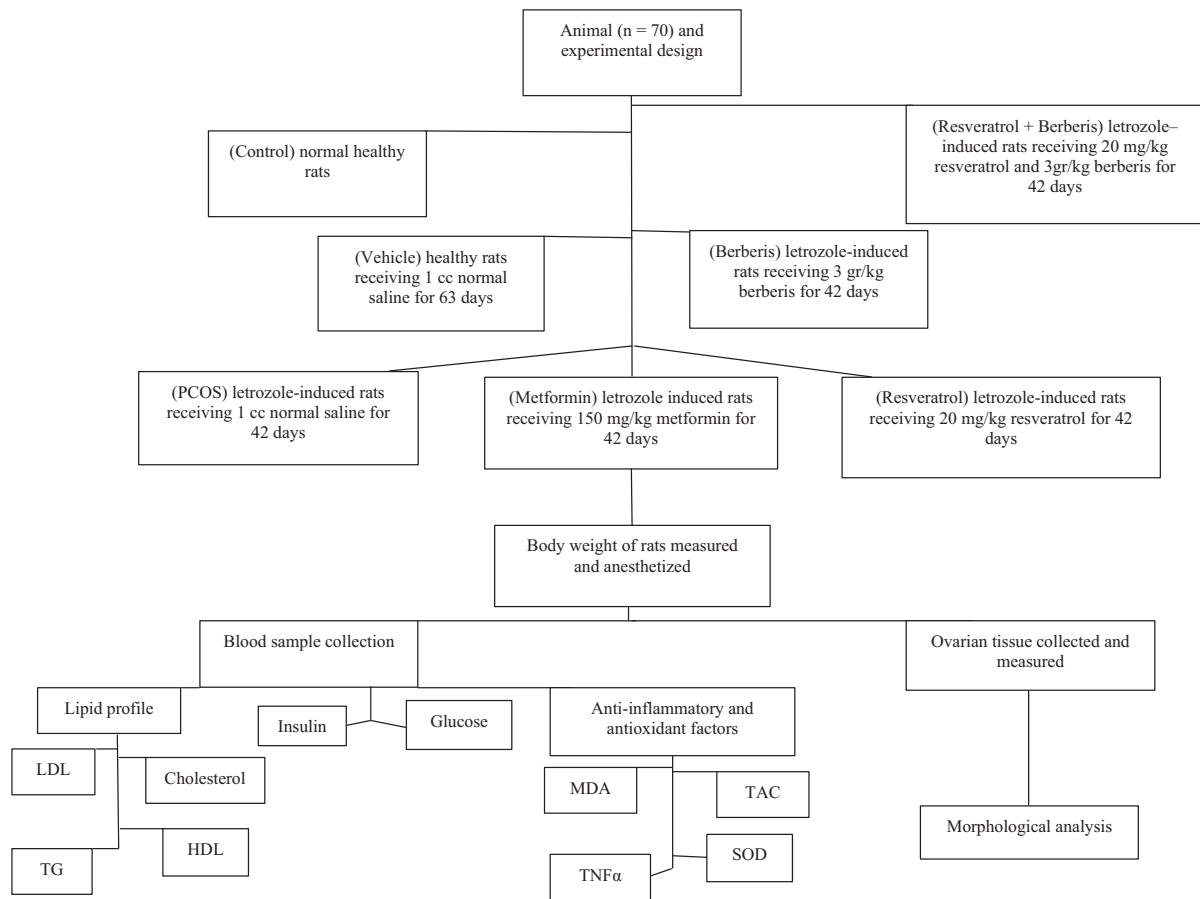 Animal (n = 70) and
experimental design
(Control) normal healthy
rats
(Resveratrol + Berberis) letrozole–
induced rats receiving 20 mg/kg
resveratrol and 3gr/kg berberis for
42 days
(Vehicle) healthy rats
receiving 1 cc normal
saline for 63 days
(Berberis) letrozole-induced
rats receiving 3 gr/kg
berberis for 42 days
(PCOS) letrozole-induced rats
receiving 1 cc normal saline for
42 days
(Metformin) letrozole induced rats
receiving 150 mg/kg metformin for
42 days
(Resveratrol) letrozole-induced rats
receiving 20 mg/kg resveratrol for 42
days
Body weight of rats measured
and anesthetized
Blood sample collection
Ovarian tissue collected and
measured
Lipid profile
Insulin
Glucose
Anti-inflammatory and
antioxidant factors
LDL
Cholesterol
TG
HDL
MDA
TAC
TNFα
SOD
Morphological analysis